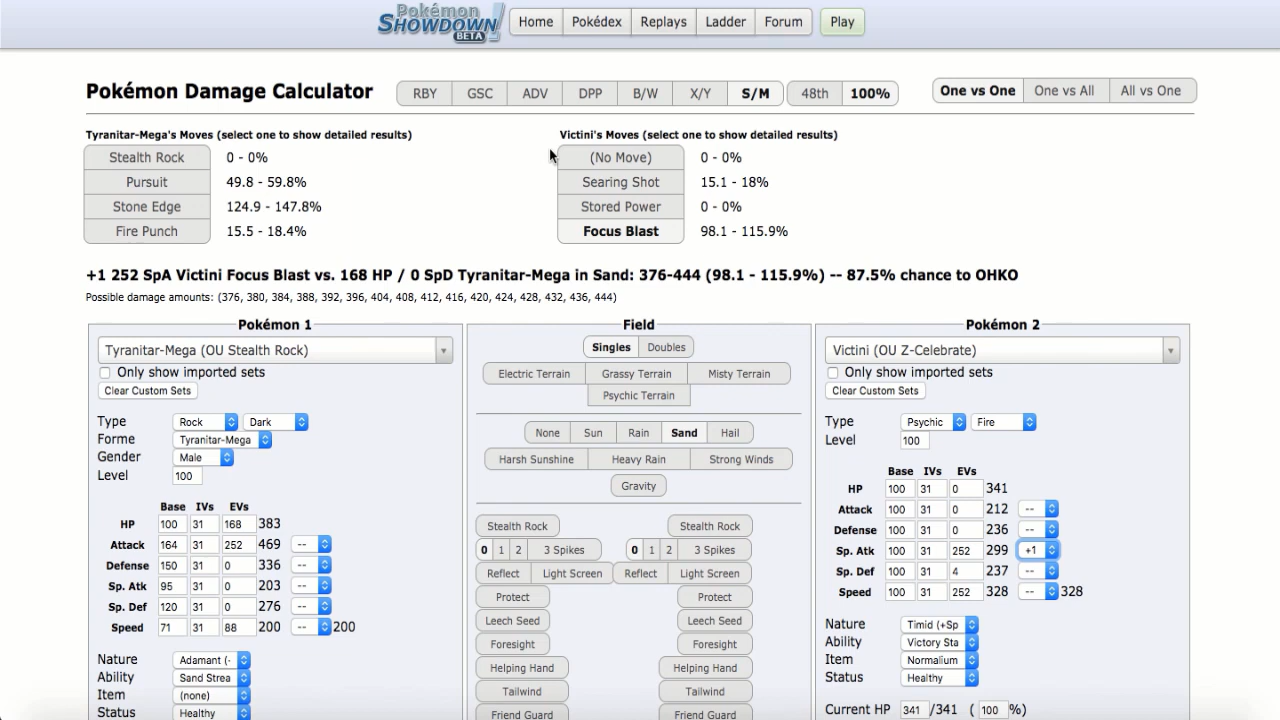 Pokémon SHOWDOWN! BETA
Home Pokédex Replays Ladder Forum Play
Pokémon Damage Calculator RBY GSC ADV DPP B/W X/Y S/M 48th 100% One vs One One vs All All vs One
Tyranitar-Mega's Moves (select one to show detailed results) Victini's Moves (select one to show detailed results)
Stealth Rock 0 - 0% (No Move) 0 - 0%
Pursuit 49.8 - 59.8% Searing Shot 15.1 - 18%
Stone Edge 124.9 - 147.8% Stored Power 0 - 0%
Fire Punch 15.5 - 18.4% Focus Blast 98.1 - 115.9%
+1 252 SpA Victini Focus Blast vs. 168 HP / 0 SpD Tyranitar-Mega in Sand: 376-444 (98.1 - 115.9%) -- 87.5% chance to OHKO
Possible damage amounts: (376, 380, 384, 388, 392, 396, 404, 408, 412, 416, 420, 424, 428, 432, 436, 444)
Pokémon 1
Tyranitar-Mega (OU Stealth Rock)
Only show imported sets
Clear Custom Sets
Type Rock Dark
Forme Tyranitar-Mega
Gender Male
Level 100
Base IVs EVs
HP 100 31 168 383
Attack 164 31 252 469 --
Defense 150 31 0 336 --
Sp. Atk 95 31 0 203 --
Sp. Def 120 31 0 276 --
Speed 71 31 88 200 -- 200
Nature Adamant (-
Ability Sand Strea
Item (none)
Status Healthy
Field
Singles Doubles
Electric Terrain Grassy Terrain Misty Terrain
Psychic Terrain
None Sun Rain Sand Hail
Harsh Sunshine Heavy Rain Strong Winds
Gravity
Stealth Rock Stealth Rock
0 1 2 3 Spikes 0 1 2 3 Spikes
Reflect Light Screen Reflect Light Screen
Protect Protect
Leech Seed Leech Seed
Foresight Foresight
Helping Hand Helping Hand
Tailwind Tailwind
Friend Guard Friend Guard
Pokémon 2
Victini (OU Z-Celebrate)
Only show imported sets
Clear Custom Sets
Type Psychic Fire
Level 100
Base IVs EVs
HP 100 31 0 341
Attack 100 31 0 212 --
Defense 100 31 0 236 --
Sp. Atk 100 31 252 299 +1
Sp. Def 100 31 4 237 --
Speed 100 31 252 328 -- 328
Nature Timid (+Sp
Ability Victory Sta
Item Normalium
Status Healthy
Current HP 341 /341 ( 100 %)